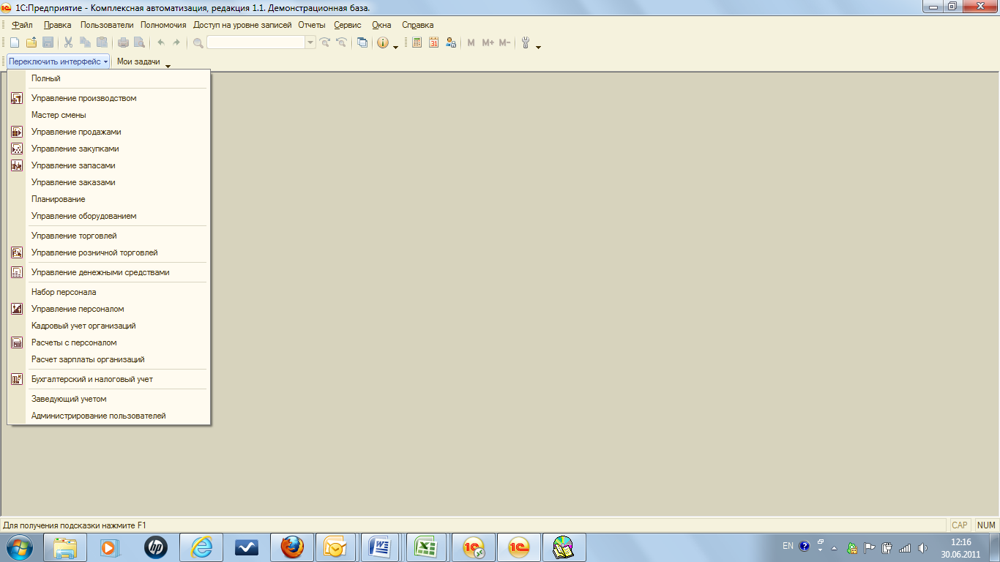 1С:Предприятие - Комплексная автоматизация, редакция 1.1. Демонстрационная база.
Файл Правка Пользователи Полномочия Доступ на уровне записей Отчеты Сервис Окна Справка
31 M M+ M-
Переключить интерфейс Мои задачи
Полный
Управление производством
Мастер смены
Управление продажами
Управление закупками
Управление запасами
Управление заказами
Планирование
Управление оборудованием
Управление торговлей
Управление розничной торговлей
Управление денежными средствами
Набор персонала
Управление персоналом
Кадровый учет организаций
Расчеты с персоналом
Расчет зарплаты организаций
Бухгалтерский и налоговый учет
Заведующий учетом
Администрирование пользователей
Для получения подсказки нажмите F1
CAP NUM
hp
1С
1С
EN
12:16
30.06.2011